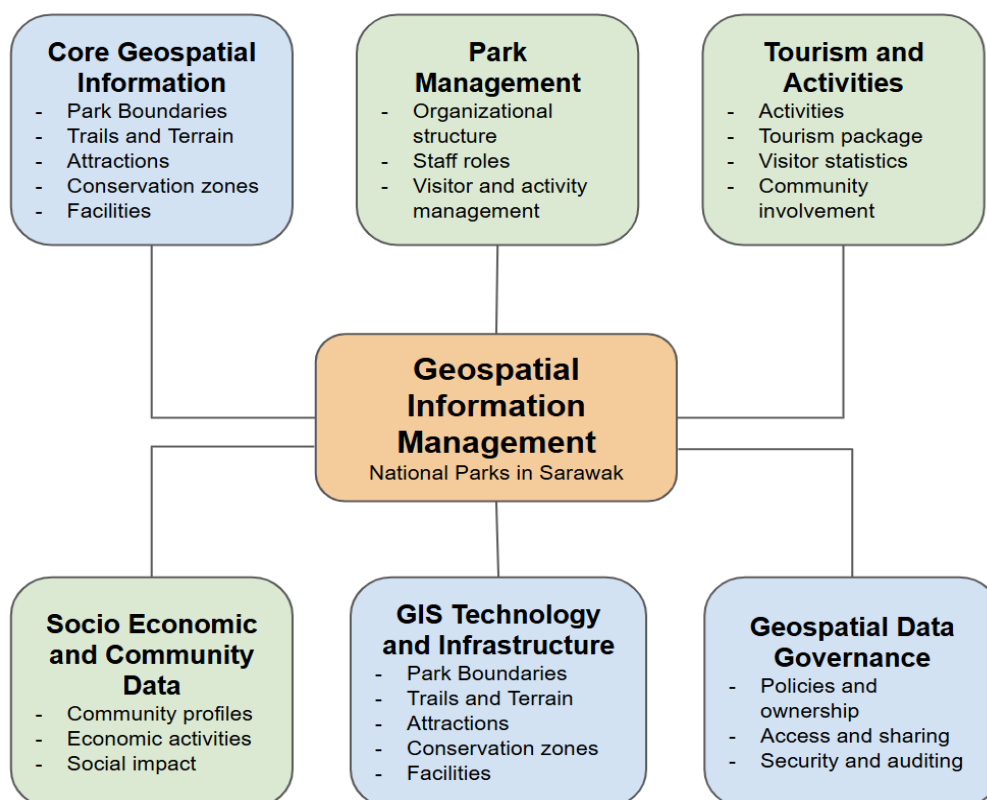 Core Geospatial
Information
- Park Boundaries
- Trails and Terrain
- Attractions
- Conservation zones
- Facilities
Park
Management
- Organizational
structure
- Staff roles
- Visitor and activity
management
Tourism and
Activities
- Activities
- Tourism package
- Visitor statistics
- Community
involvement
Geospatial
Information
Management
National Parks in Sarawak
Socio Economic
and Community
Data
- Community profiles
- Economic activities
- Social impact
GIS Technology
and Infrastructure
- Park Boundaries
- Trails and Terrain
- Attractions
- Conservation zones
- Facilities
Geospatial Data
Governance
- Policies and
ownership
- Access and sharing
- Security and auditing